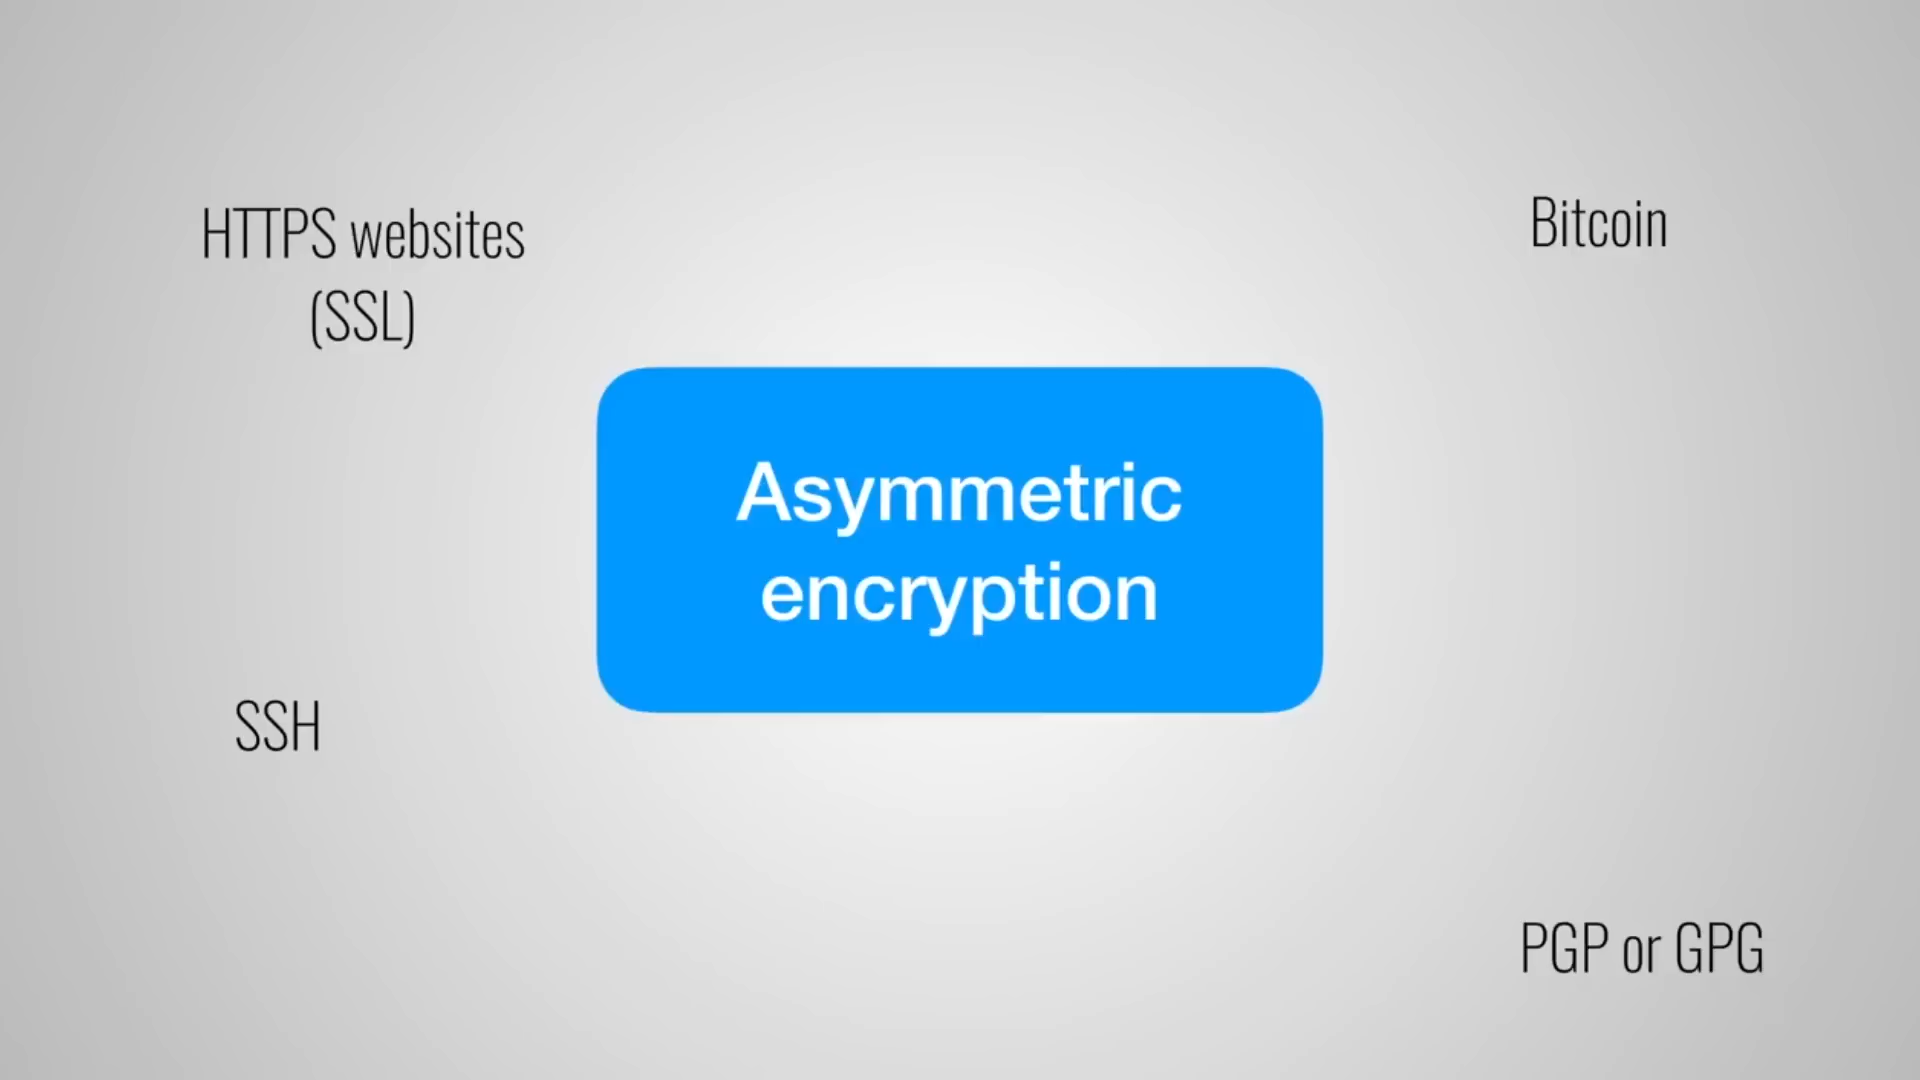 HTTPS websites
(SSL)
Bitcoin
Asymmetric
encryption
SSH
PGP or GPG